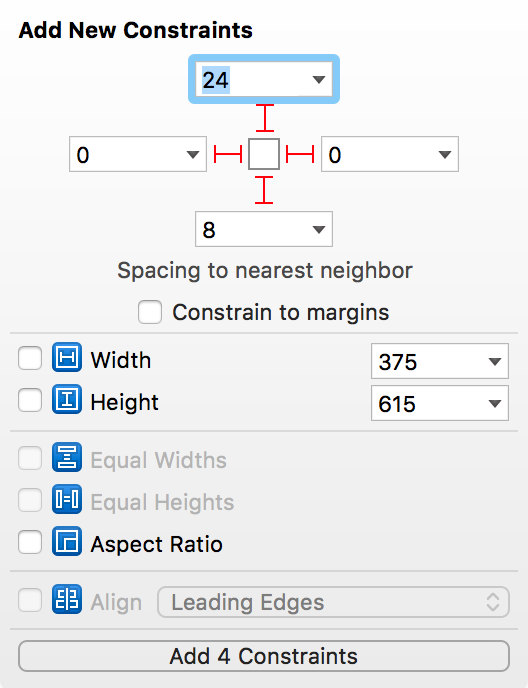 Add New Constraints
24
0
0
8
Spacing to nearest neighbor
Constrain to margins
Width 375
Height 615
Equal Widths
Equal Heights
Aspect Ratio
Align Leading Edges
Add 4 Constraints